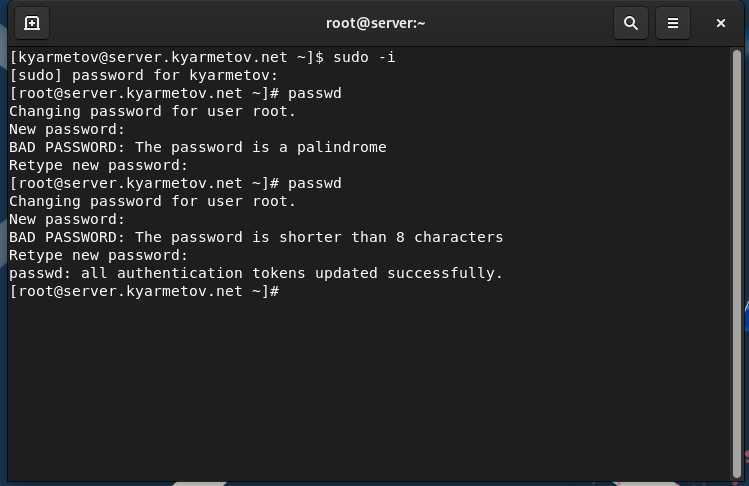 root@server:~
[kyarmetov@server.kyarmetov.net ~]$ sudo -i
[sudo] password for kyarmetov:
[root@server.kyarmetov.net ~]# passwd
Changing password for user root.
New password:
BAD PASSWORD: The password is a palindrome
Retype new password:
[root@server.kyarmetov.net ~]# passwd
Changing password for user root.
New password:
BAD PASSWORD: The password is shorter than 8 characters
Retype new password:
passwd: all authentication tokens updated successfully.
[root@server.kyarmetov.net ~]#